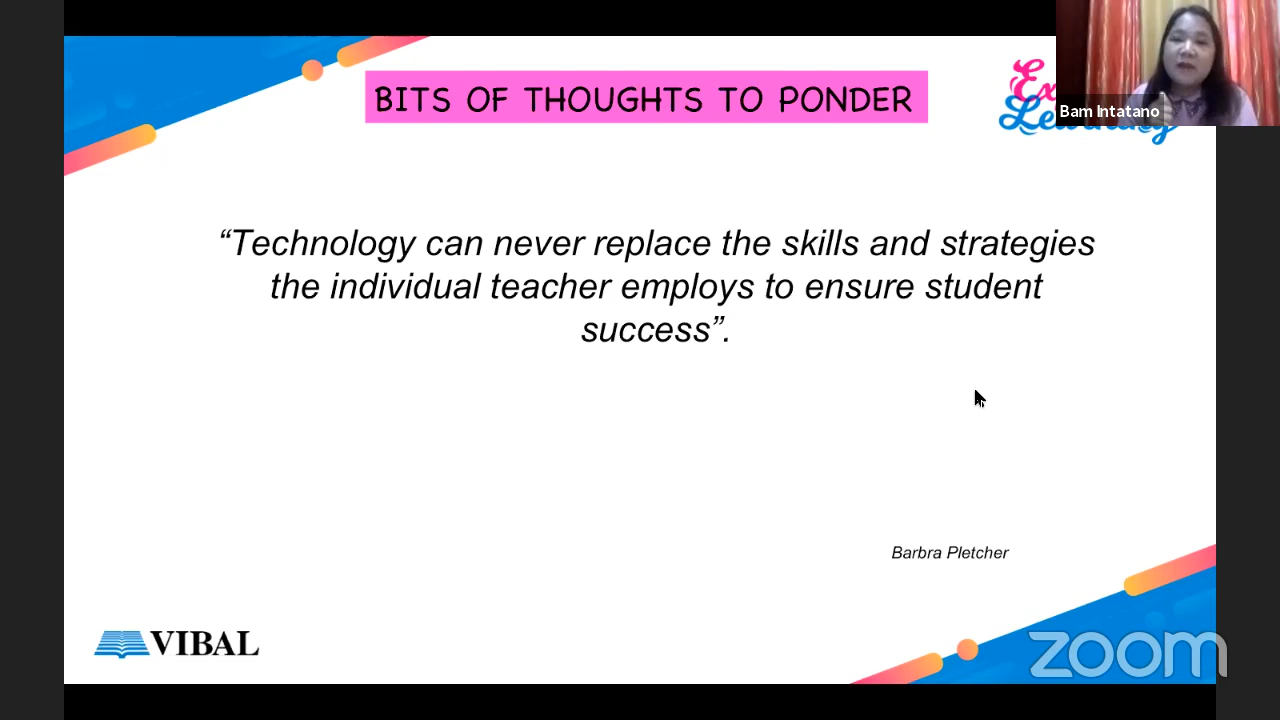 BITS OF THOUGHTS TO PONDER
Bam Intatano
“Technology can never replace the skills and strategies
the individual teacher employs to ensure student
success”.
Barbra Pletcher
VIBAL
zoom